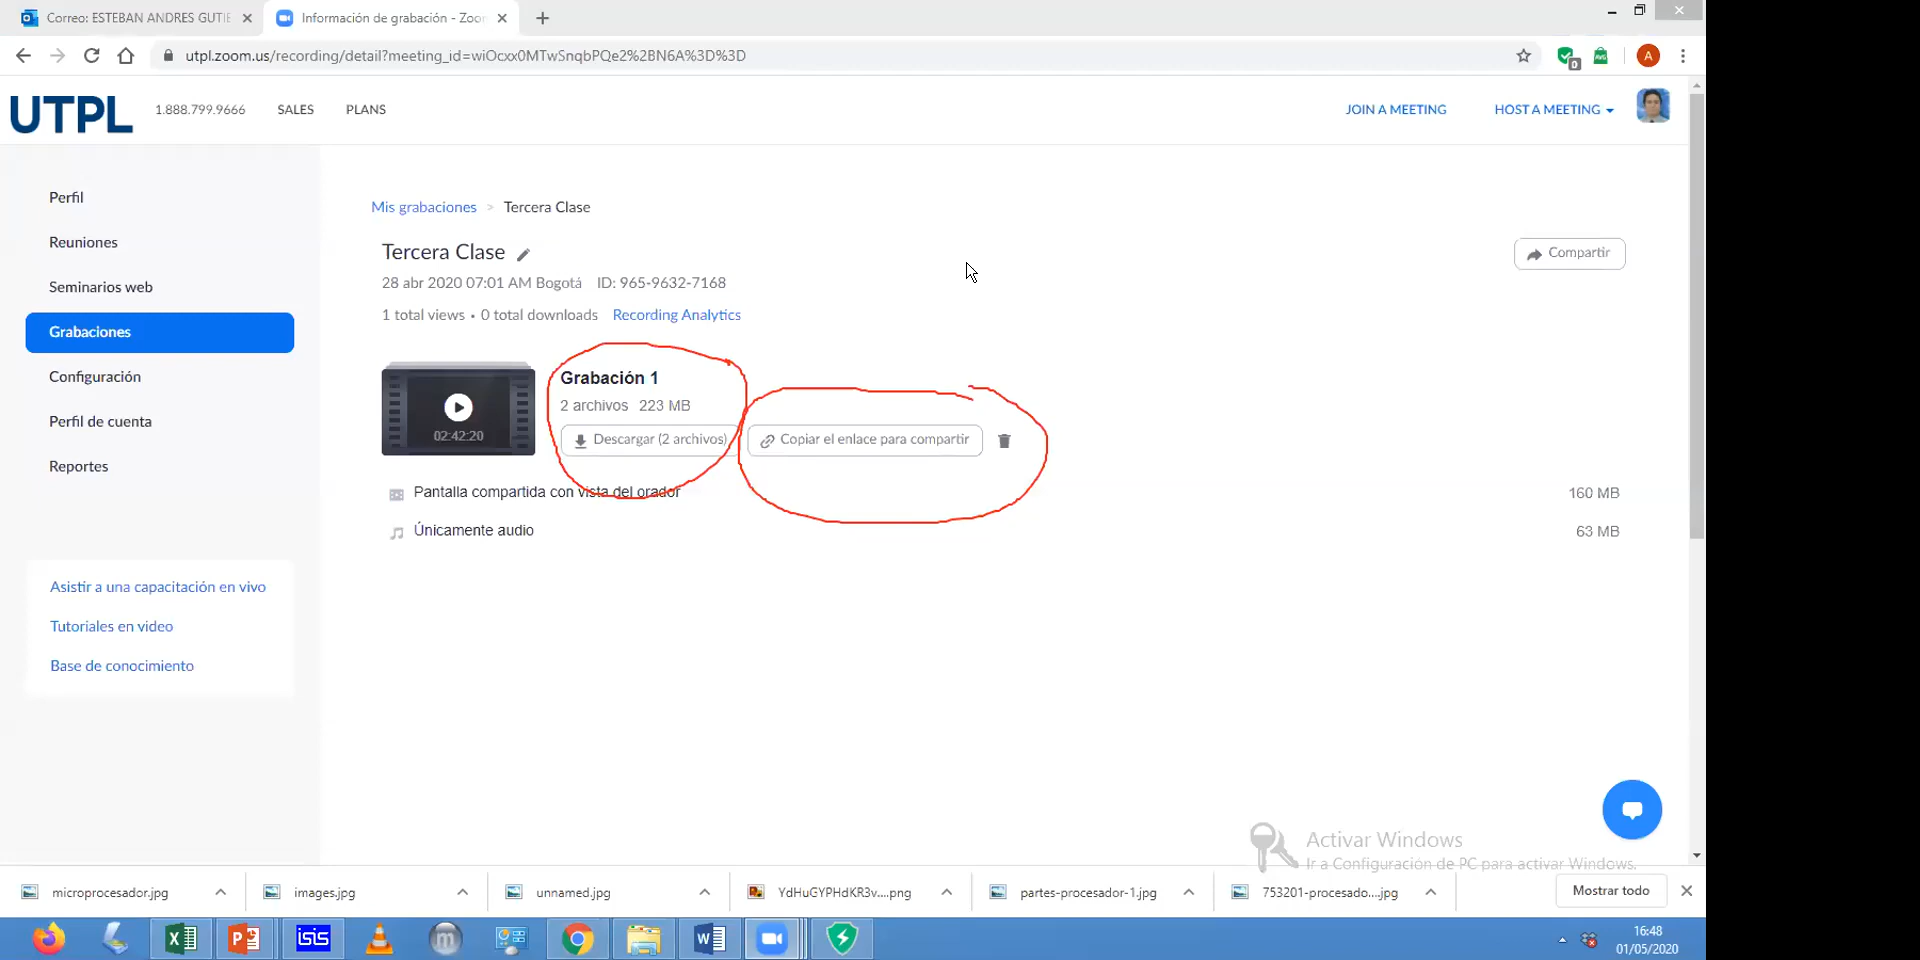 Correo: ESTEBAN ANDRES GUTIE
Información de grabación - Zoo
utpl.zoom.us/recording/detail?meeting_id=wiOcxx0MTwSnqbPQe2%2BN6A%3D%3D
0
A
UTPL
1.888.799.9666
SALES
PLANS
JOIN A MEETING
HOST A MEETING
Perfil
Reuniones
Seminarios web
Grabaciones
Configuración
Perfil de cuenta
Reportes
Asistir a una capacitación en vivo
Tutoriales en video
Base de conocimiento
Mis grabaciones > Tercera Clase
Tercera Clase
Compartir
28 abr 2020 07:01 AM Bogotá ID: 965-9632-7168
1 total views • 0 total downloads Recording Analytics
02:42:20
Grabación 1
2 archivos 223 MB
Descargar (2 archivos)
Copiar el enlace para compartir
Pantalla compartida con vista del orador
160 MB
Únicamente audio
63 MB
Activar Windows
Ir a Configuración de PC para activar Windows.
microprocesador.jpg
images.jpg
unnamed.jpg
YdHuGYPHdKR3v....png
partes-procesador-1.jpg
753201-procesado....jpg
Mostrar todo
isis
m
16:48
01/05/2020